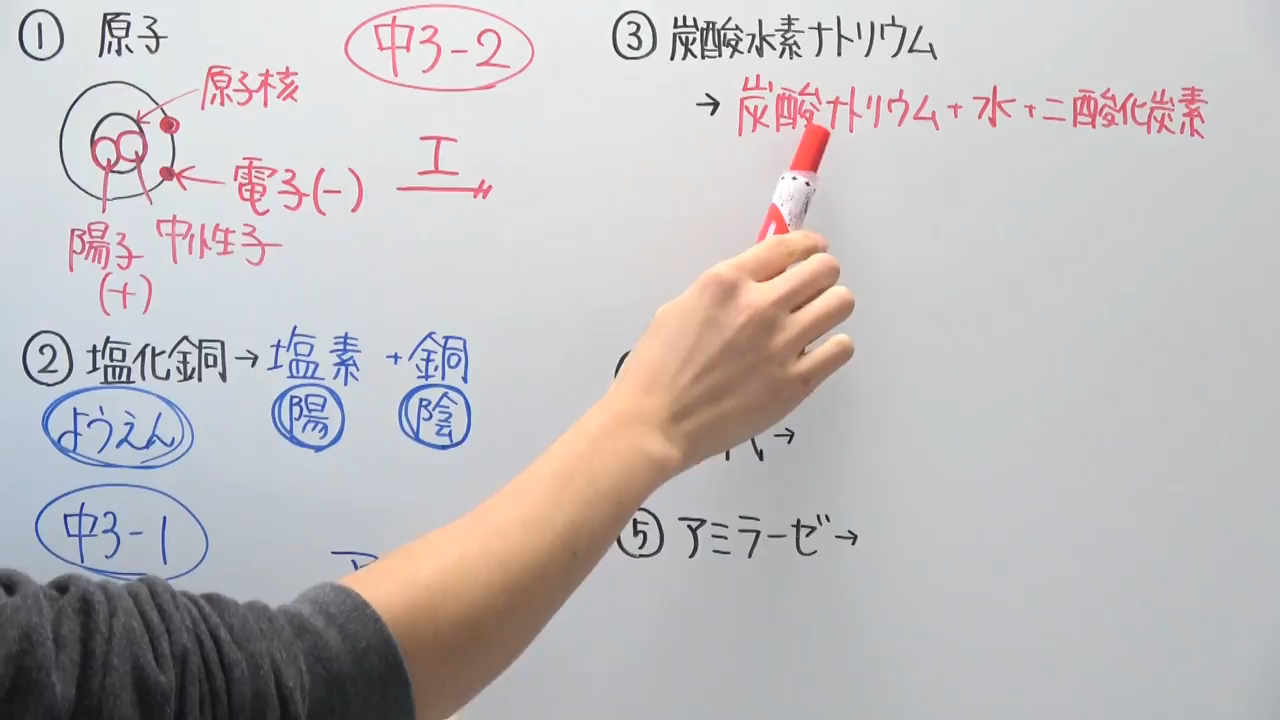 ① 原子
中3-2
原子核
電子(-)
エ
陽子 中性子
(+)
② 塩化銅→塩素 +銅
ようえん 陽 陰
中3-1
③ 炭酸水素ナトリウム
→ 炭酸ナトリウム+水+二酸化炭素
代→
⑤ アミラーゼ→